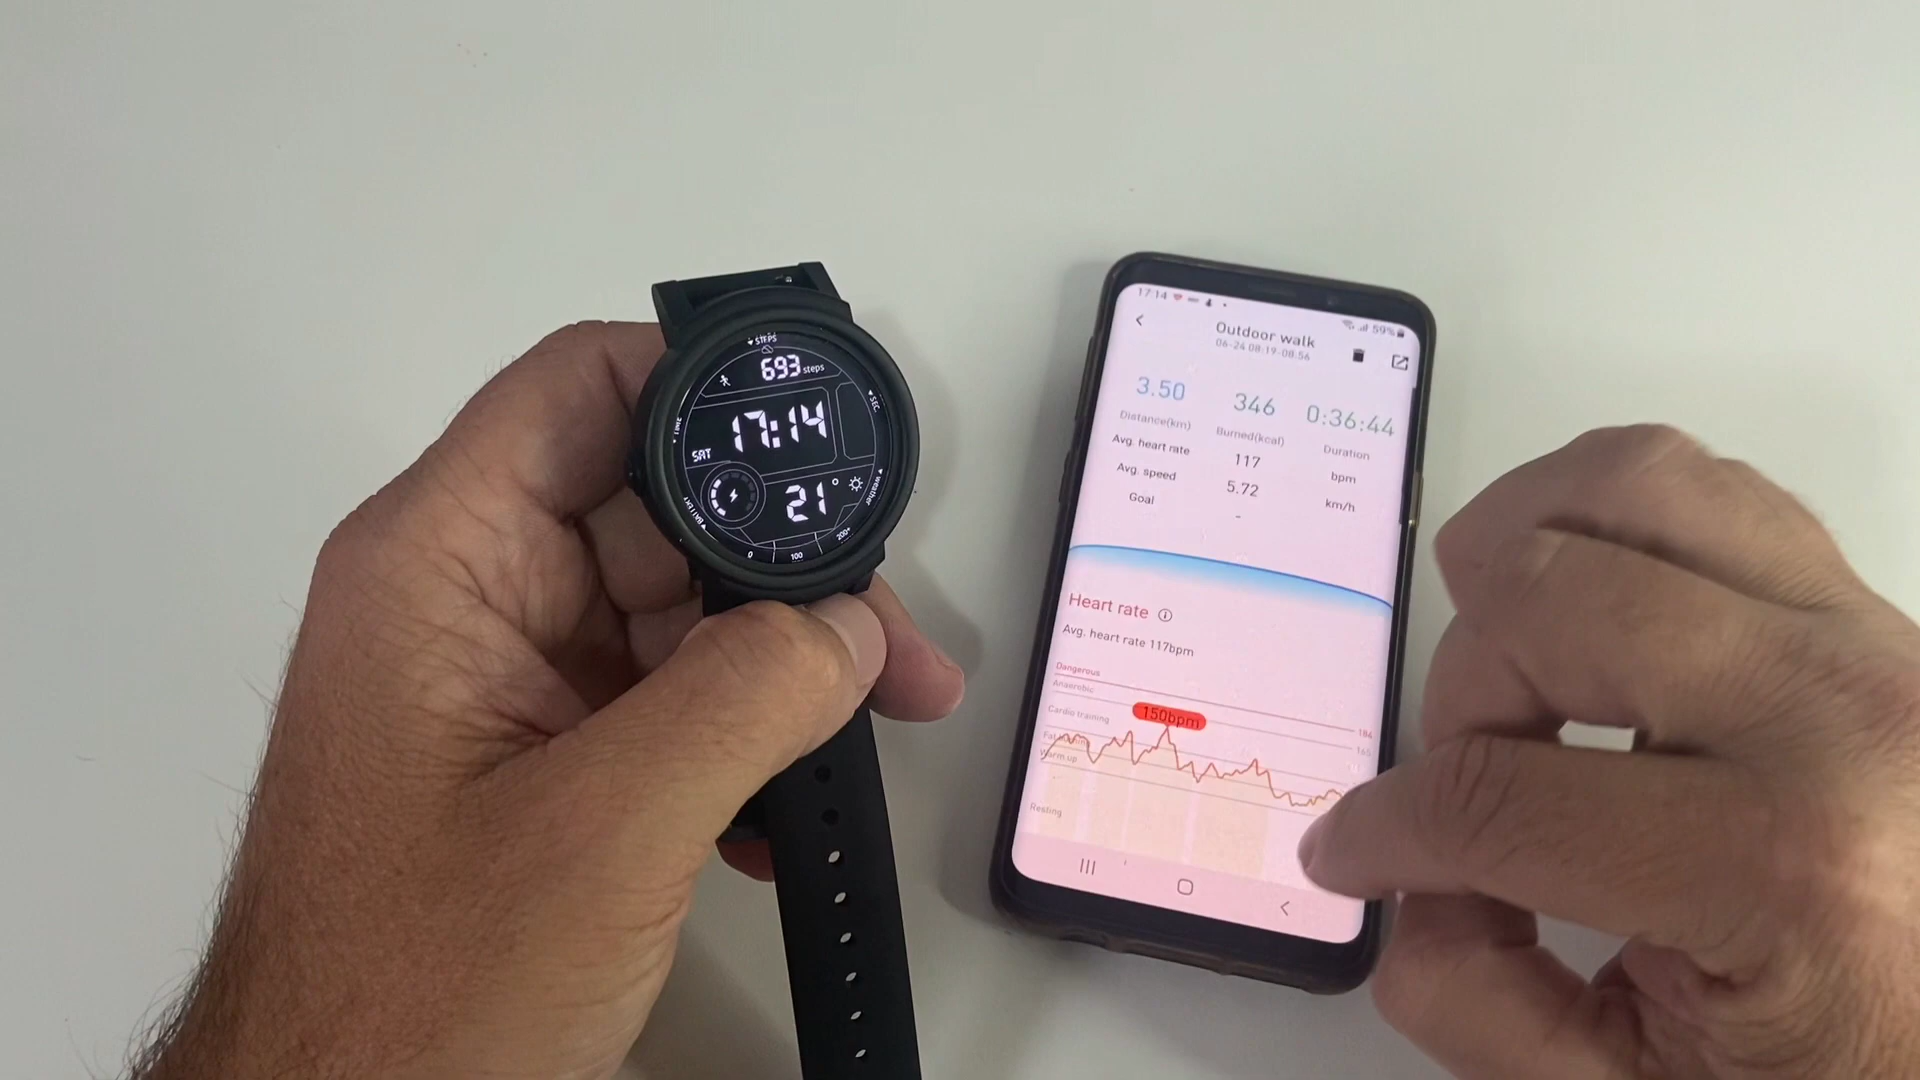 STEPS
693 steps
TIME
SEC
17:14
SAT
21°
weather
BATTERY
0
100
200+
17:14
59%
Outdoor walk
06-24 08:19-08:56
3.50
346
0:36:44
Distance(km)
Burned(kcal)
Duration
Avg. heart rate
117
bpm
Avg. speed
5.72
km/h
Goal
-
Heart rate
Avg. heart rate 117bpm
Dangerous
Anaerobic
Cardio training
150bpm
184
165
Warm up
Resting